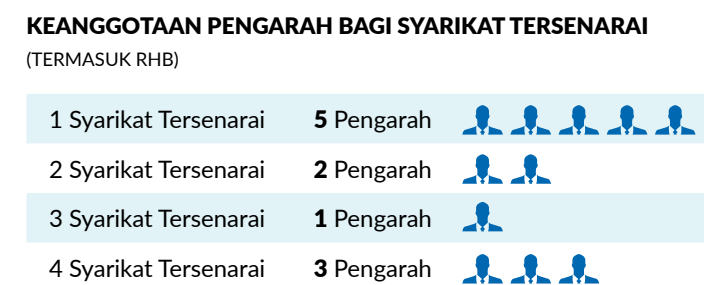 KEANGGOTAAN PENGARAH BAGI SYARIKAT TERSENARAI
(TERMASUK RHB)
1 Syarikat Tersenarai 5 Pengarah
2 Syarikat Tersenarai 2 Pengarah
3 Syarikat Tersenarai 1 Pengarah
4 Syarikat Tersenarai 3 Pengarah